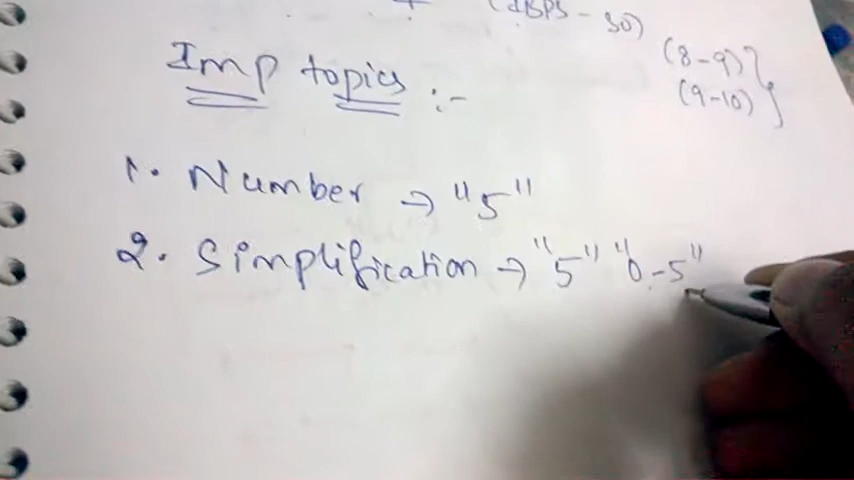 (IBPS - 30)
(8-9)
(9-10)
Imp topics :-
1. Number → "5"
2. Simplification → "5" "0-5"